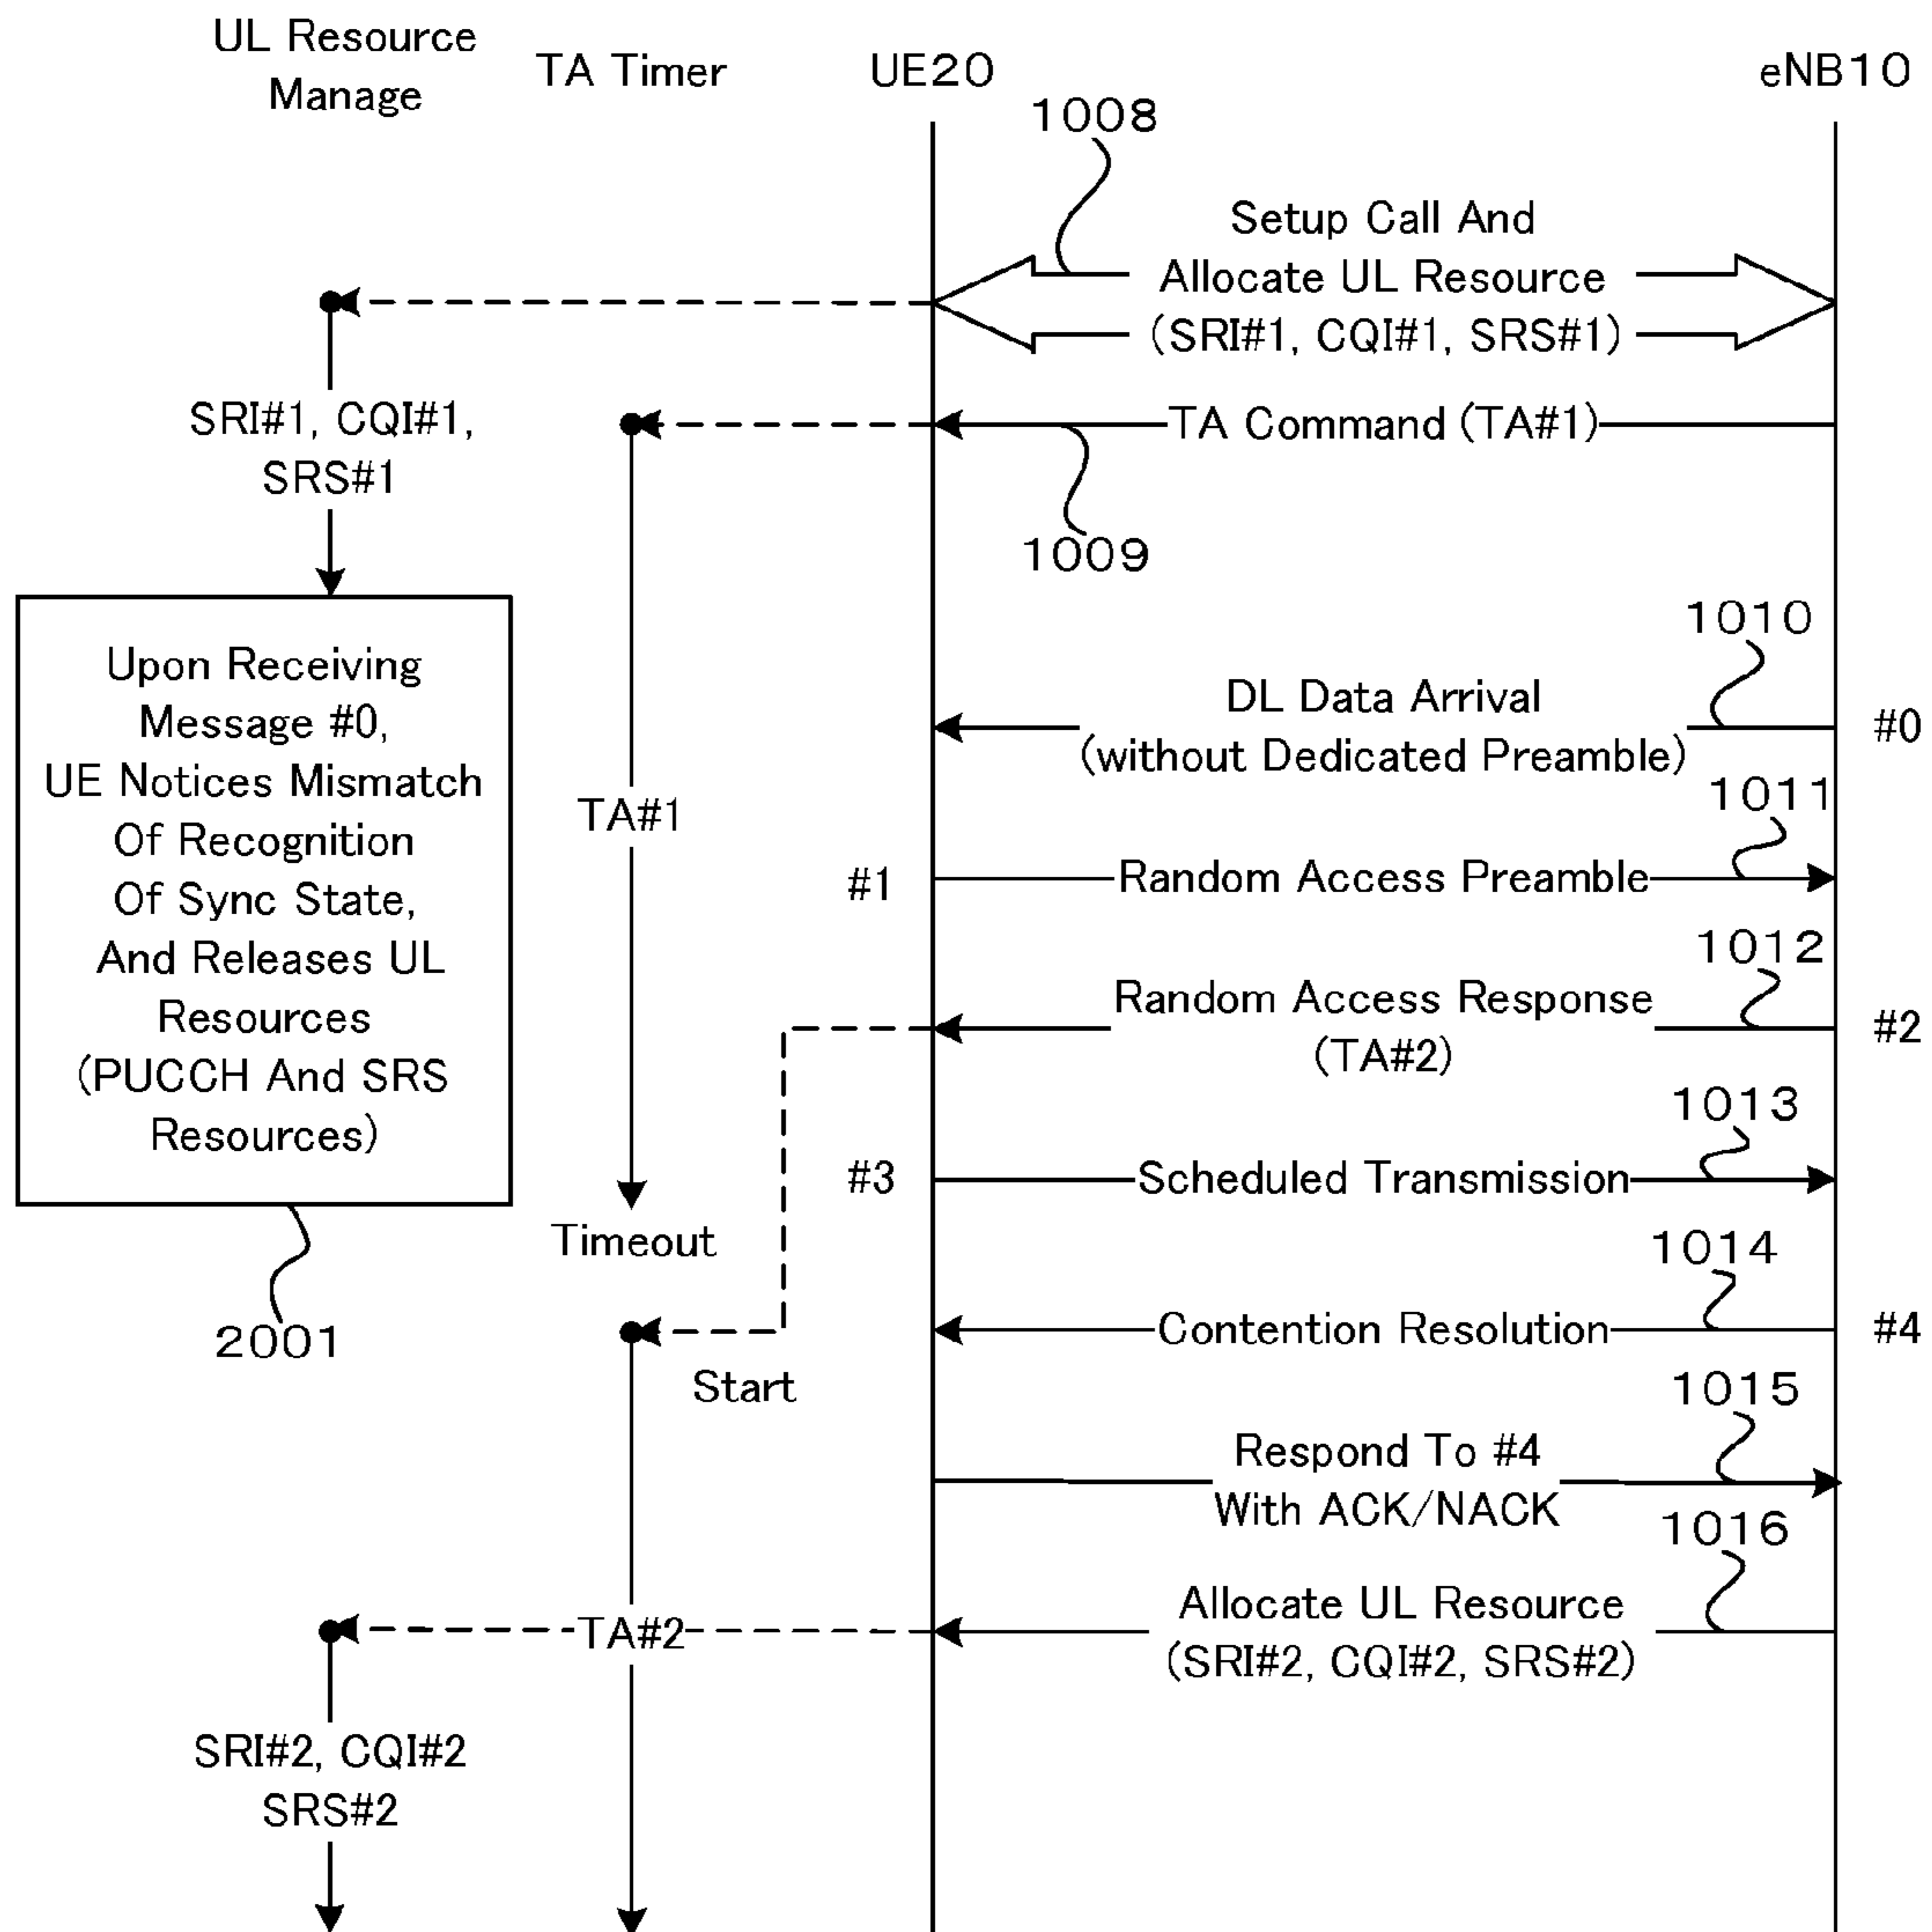 UL Resource
Manage
TA Timer
UE20
eNB10
1008
Setup Call And
Allocate UL Resource
(SRI#1, CQI#1, SRS#1)
SRI#1, CQI#1,
SRS#1
TA Command (TA#1)
1009
Upon Receiving
Message #0,
UE Notices Mismatch
Of Recognition
Of Sync State,
And Releases UL
Resources
(PUCCH And SRS
Resources)
2001
1010
DL Data Arrival
(without Dedicated Preamble)
#0
TA#1
1011
#1
Random Access Preamble
1012
Random Access Response
(TA#2)
#2
1013
#3
Scheduled Transmission
Timeout
1014
Contention Resolution
#4
Start
1015
Respond To #4
With ACK/NACK
1016
Allocate UL Resource
(SRI#2, CQI#2, SRS#2)
TA#2
SRI#2, CQI#2
SRS#2